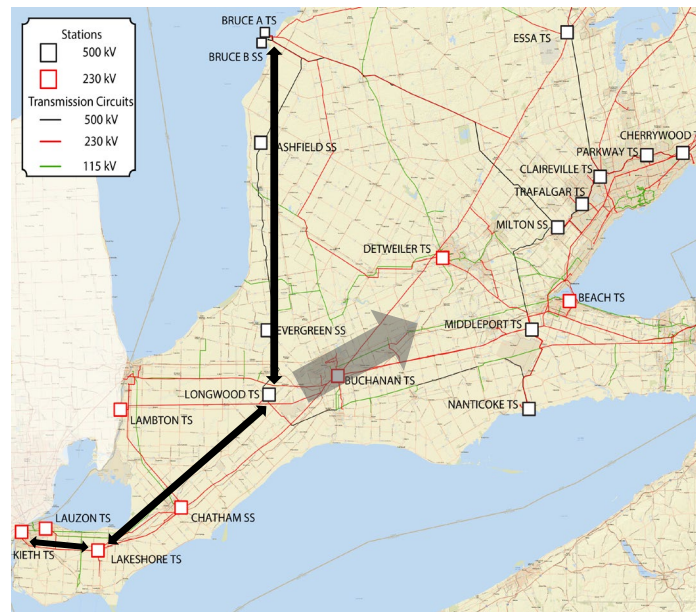 Stations
500 kV
230 kV
Transmission Circuits
500 kV
230 kV
115 kV
BRUCE A TS
BRUCE B SS
ESSA TS
ASHFIELD SS
CHERRYWOOD T
PARKWAY TS
CLAIREVILLE TS
TRAFALGAR TS
MILTON SS
DETWEILER TS
BEACH TS
EVERGREEN SS
MIDDLEPORT TS
BUCHANAN TS
LONGWOOD TS
LAMBTON TS
NANTICOKE TS
CHATHAM SS
LAUZON TS
KIETH TS
LAKESHORE TS